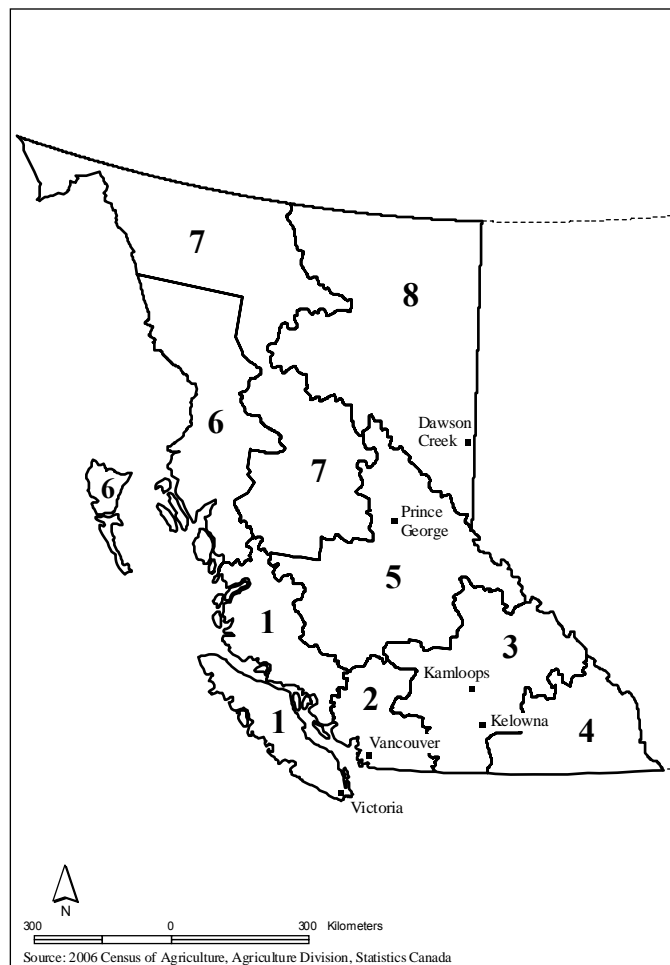 7
8
Dawson
Creek
6
6
7
Prince
George
5
1
3
Kamloops
2
1
Kelowna
4
Vancouver
Victoria
N
300 0 300 Kilometers
Source: 2006 Census of Agriculture, Agriculture Division, Statistics Canada